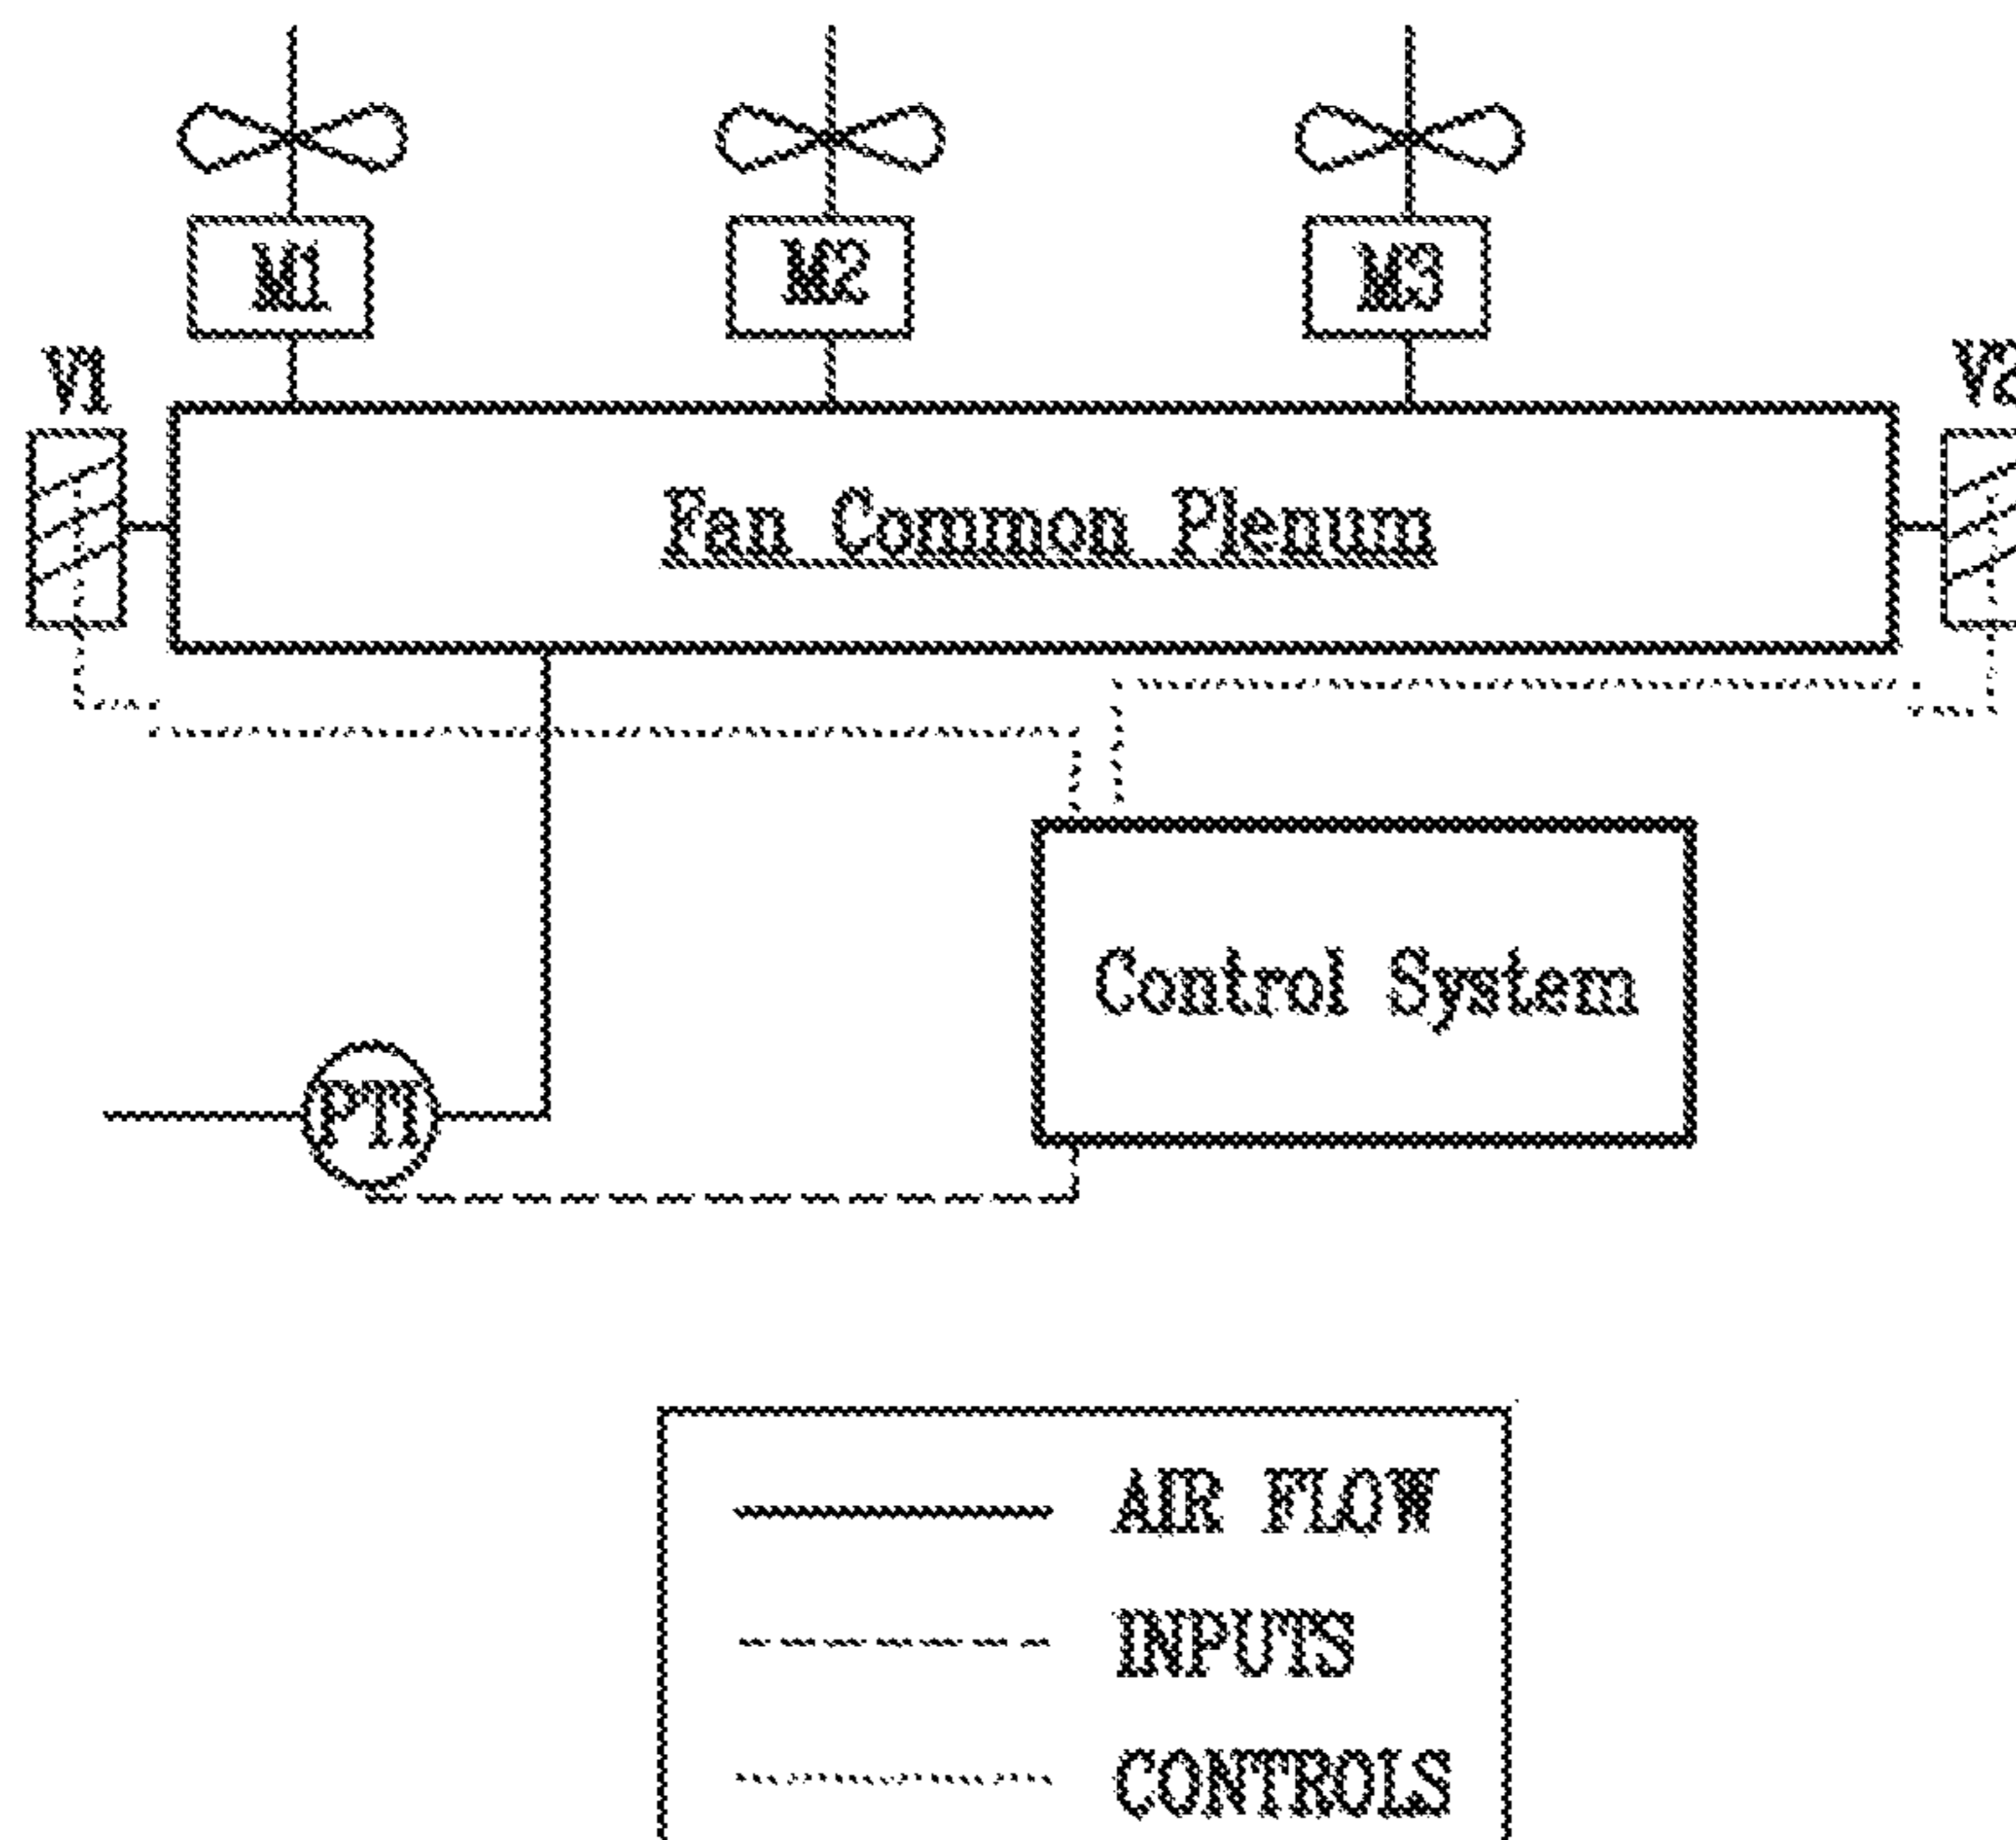 M1
M2
M3
V1
V2
Fan Common Plenum
Control System
PT1
AIR FLOW
INPUTS
CONTROLS